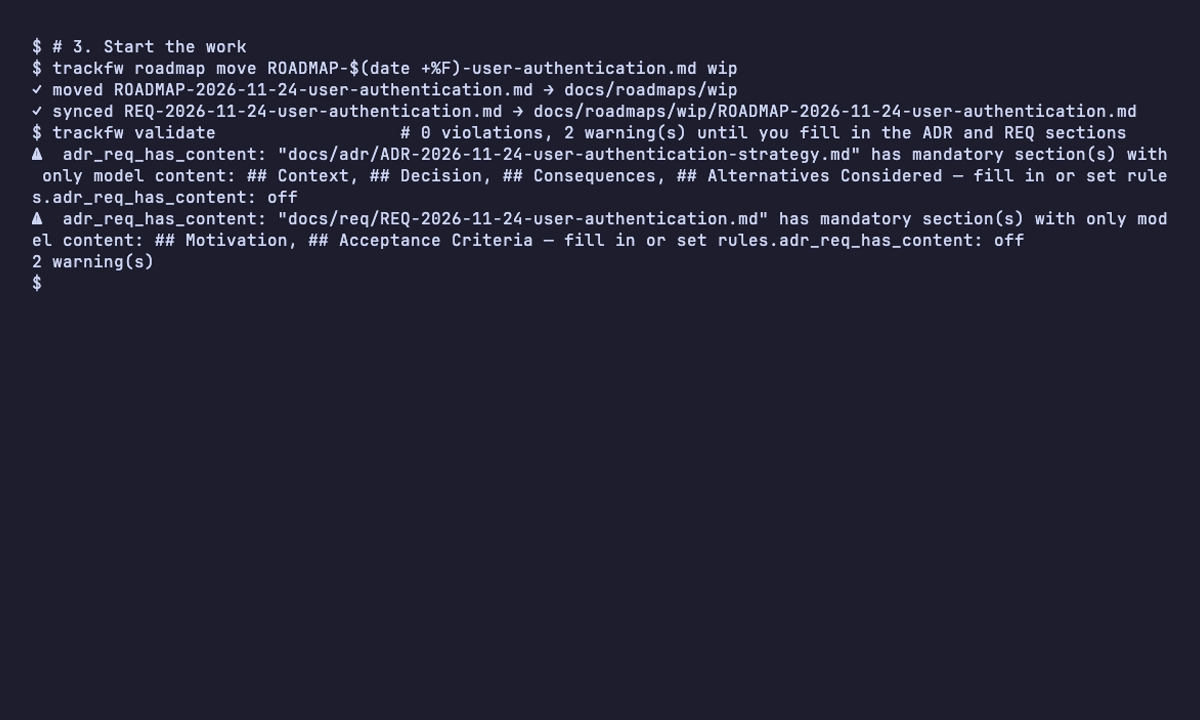 $ # 3. Start the work
$ trackfw roadmap move ROADMAP-$(date +%F)-user-authentication.md wip
✓ moved ROADMAP-2026-11-24-user-authentication.md → docs/roadmaps/wip
✓ synced REQ-2026-11-24-user-authentication.md → docs/roadmaps/wip/ROADMAP-2026-11-24-user-authentication.md
$ trackfw validate                  # 0 violations, 2 warning(s) until you fill in the ADR and REQ sections
⚠  adr_req_has_content: "docs/adr/ADR-2026-11-24-user-authentication-strategy.md" has mandatory section(s) with
 only model content: ## Context, ## Decision, ## Consequences, ## Alternatives Considered — fill in or set rule
s.adr_req_has_content: off
⚠  adr_req_has_content: "docs/req/REQ-2026-11-24-user-authentication.md" has mandatory section(s) with only mod
el content: ## Motivation, ## Acceptance Criteria — fill in or set rules.adr_req_has_content: off
2 warning(s)
$